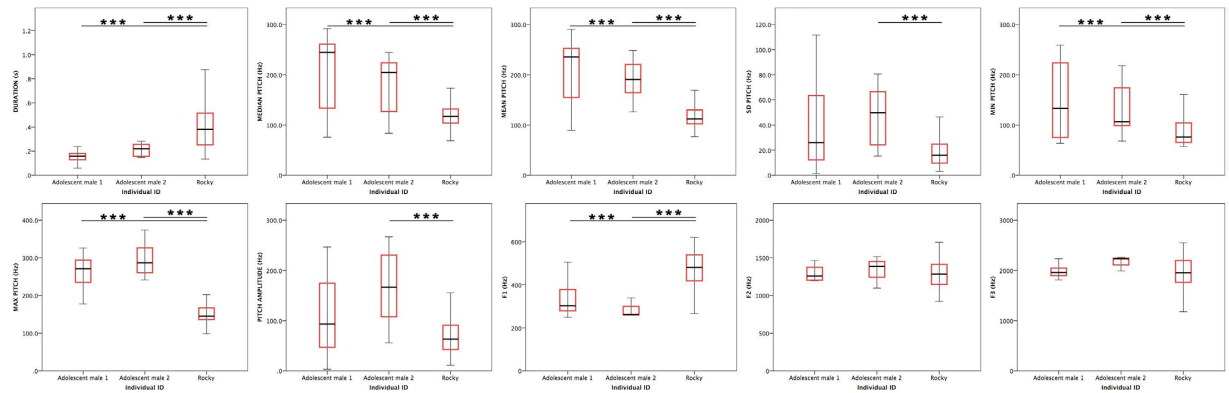 *** ***
DURATION (s)
1.2
1.0
.8
.6
.4
.2
.0
Adolescent male 1 Adolescent male 2 Rocky
Individual ID
*** ***
MEDIAN PITCH (Hz)
300.0
200.0
100.0
.0
Adolescent male 1 Adolescent male 2 Rocky
Individual ID
*** ***
MEAN PITCH (Hz)
300.0
200.0
100.0
.0
Adolescent male 1 Adolescent male 2 Rocky
Individual ID
***
SD PITCH (Hz)
120.0
100.0
80.0
60.0
40.0
20.0
.0
Adolescent male 1 Adolescent male 2 Rocky
Individual ID
*** ***
MIN PITCH (Hz)
300.0
200.0
100.0
.0
Adolescent male 1 Adolescent male 2 Rocky
Individual ID
*** ***
MAX PITCH (Hz)
400.0
300.0
200.0
100.0
.0
Adolescent male 1 Adolescent male 2 Rocky
Individual ID
***
PITCH AMPLITUDE (Hz)
300.0
200.0
100.0
.0
Adolescent male 1 Adolescent male 2 Rocky
Individual ID
*** ***
F1 (Hz)
600
400
200
0
Adolescent male 1 Adolescent male 2 Rocky
Individual ID
F2 (Hz)
2000
1500
1000
500
0
Adolescent male 1 Adolescent male 2 Rocky
Individual ID
F3 (Hz)
3000
2000
1000
0
Adolescent male 1 Adolescent male 2 Rocky
Individual ID